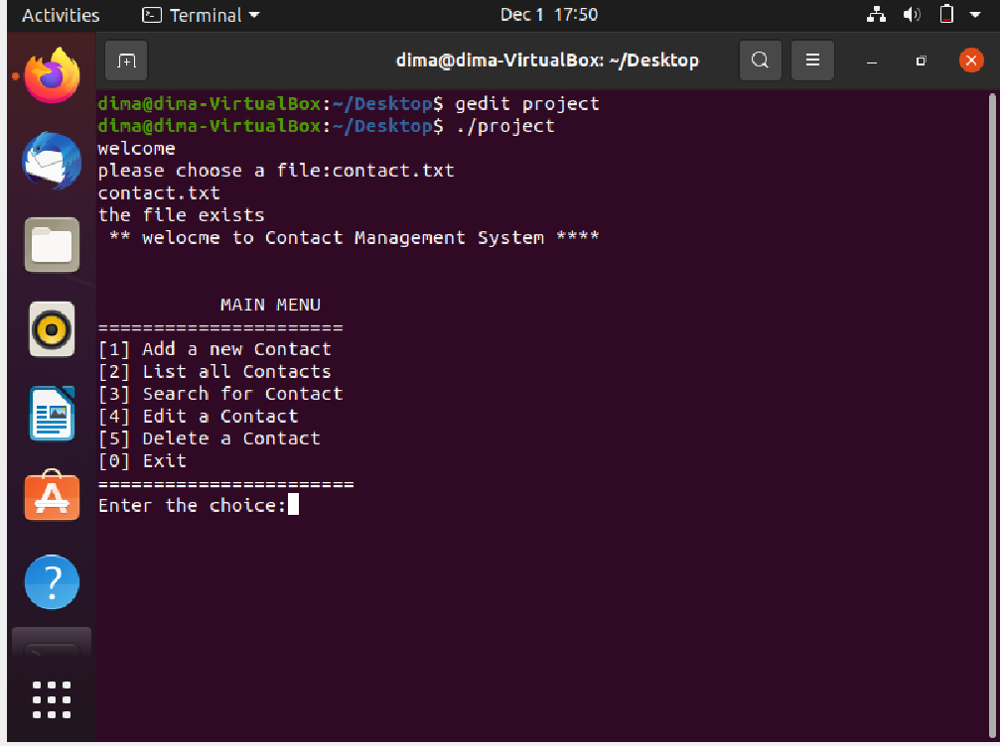 Activities Terminal Dec 1 17:50
dima@dima-VirtualBox: ~/Desktop
dima@dima-VirtualBox:~/Desktop$ gedit project
dima@dima-VirtualBox:~/Desktop$ ./project
welcome
please choose a file:contact.txt
contact.txt
the file exists
 ** welocme to Contact Management System ****
MAIN MENU
======================
[1] Add a new Contact
[2] List all Contacts
[3] Search for Contact
[4] Edit a Contact
[5] Delete a Contact
[0] Exit
=======================
Enter the choice: